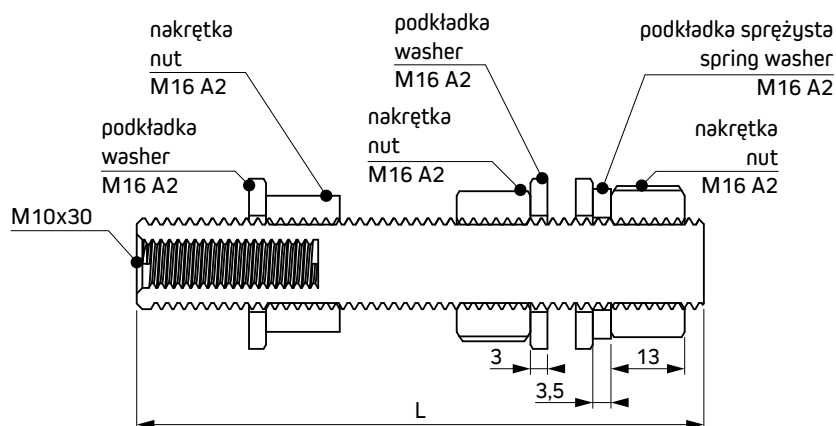 nakrętka
nut
M16 A2
podkładka
washer
M16 A2
podkładka sprężysta
spring washer
M16 A2
podkładka
washer
M16 A2
nakrętka
nut
M16 A2
nakrętka
nut
M16 A2
M10x30
3
13
3,5
L